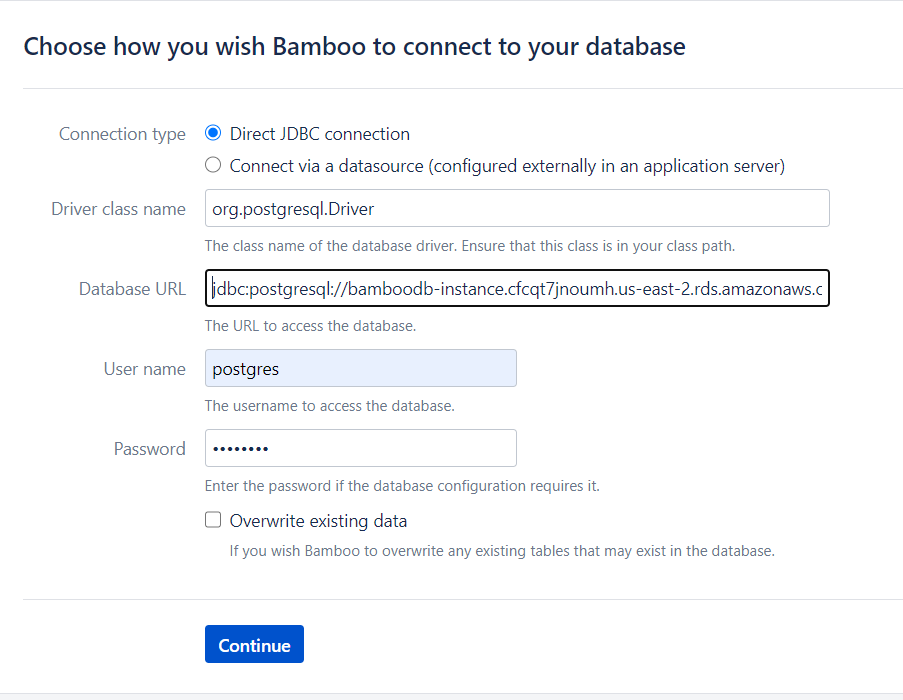 Choose how you wish Bamboo to connect to your database
Connection type Direct JDBC connection
Connect via a datasource (configured externally in an application server)
Driver class name org.postgresql.Driver
The class name of the database driver. Ensure that this class is in your class path.
Database URL jdbc:postgresql://bamboodb-instance.cfcqt7jnoumh.us-east-2.rds.amazonaws.c
The URL to access the database.
User name postgres
The username to access the database.
Password ••••••••
Enter the password if the database configuration requires it.
Overwrite existing data
If you wish Bamboo to overwrite any existing tables that may exist in the database.
Continue